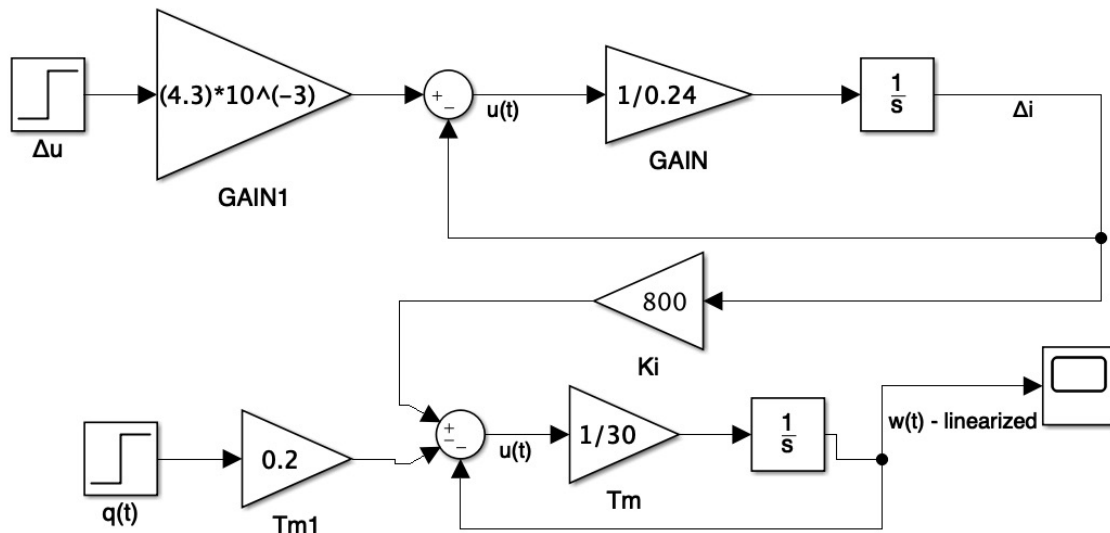 Δu
(4.3)*10^(-3)
GAIN1
+
−
u(t)
1/0.24
GAIN
1
s
Δi
800
Ki
q(t)
0.2
Tm1
+
−
−
u(t)
1/30
Tm
1
s
w(t) - linearized